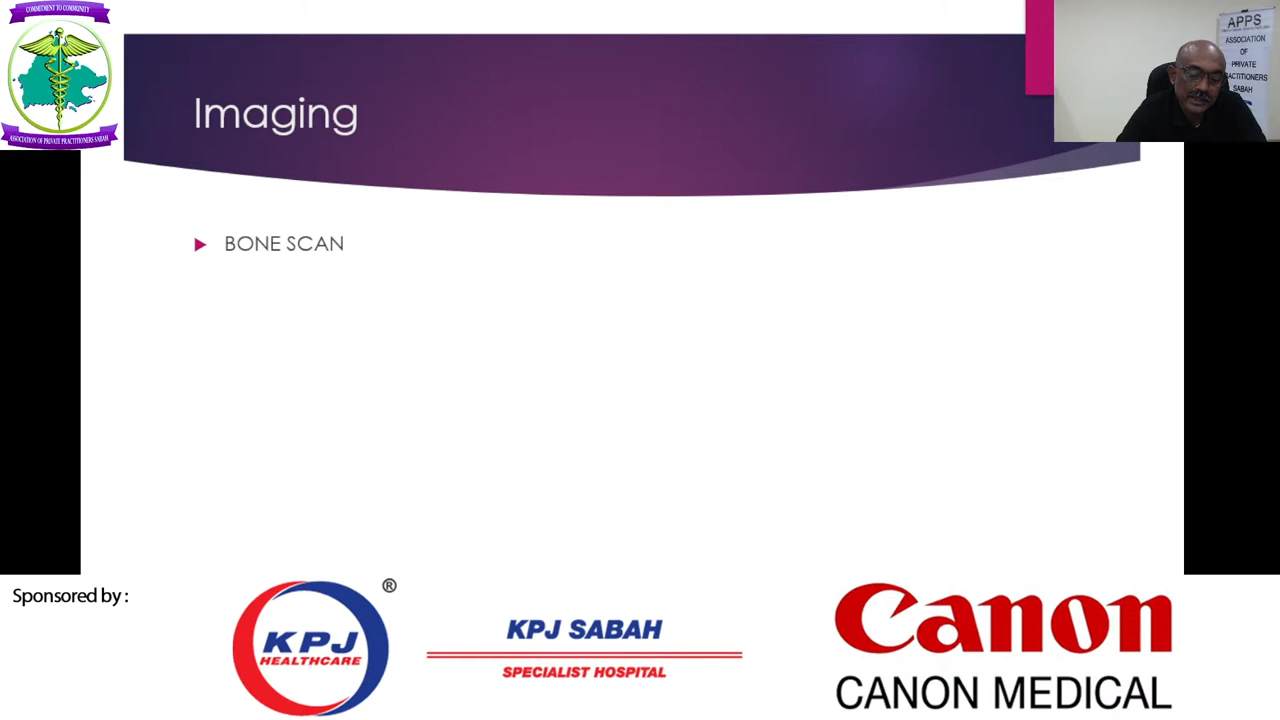 COMMITMENT TO COMMUNITY
ASSOCIATION OF PRIVATE PRACTITIONERS SABAH
Imaging
APPS
ASSOCIATION
OF
PRIVATE
SABAH
BONE SCAN
Sponsored by :
KPJ
HEALTHCARE
®
KPJ SABAH
SPECIALIST HOSPITAL
Canon
CANON MEDICAL